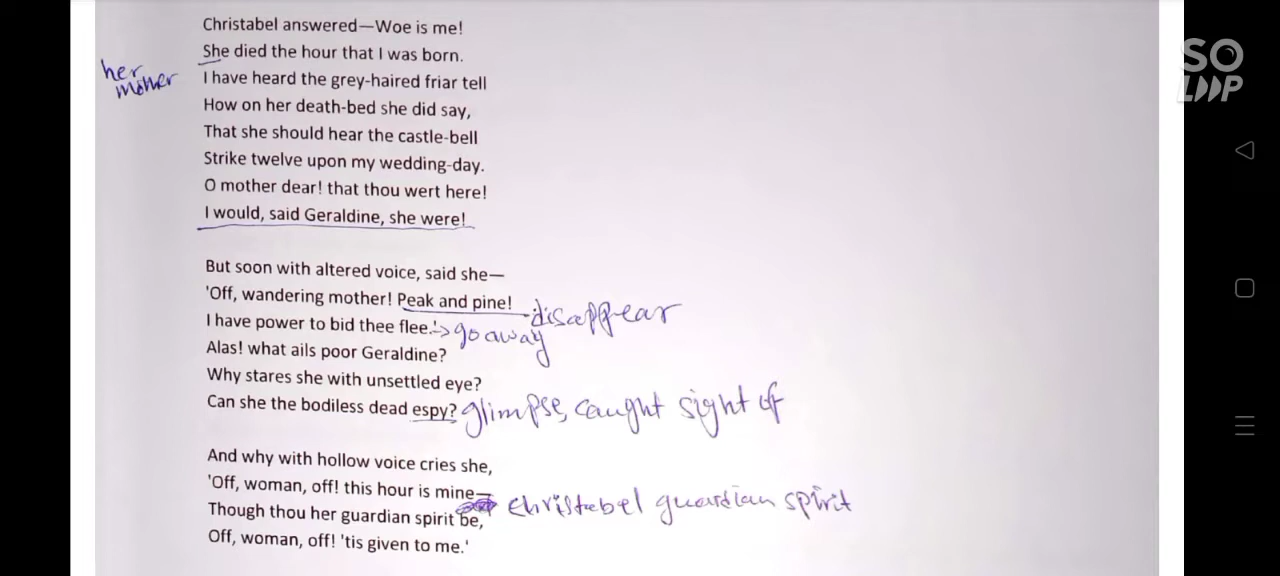 Christabel answered—Woe is me!
She died the hour that I was born.
her
mother
I have heard the grey-haired friar tell
How on her death-bed she did say,
That she should hear the castle-bell
Strike twelve upon my wedding-day.
O mother dear! that thou wert here!
I would, said Geraldine, she were!
But soon with altered voice, said she—
'Off, wandering mother! Peak and pine!
disappear
I have power to bid thee flee.' go away
Alas! what ails poor Geraldine?
Why stares she with unsettled eye?
Can she the bodiless dead espy? glimpse, caught sight of
And why with hollow voice cries she,
'Off, woman, off! this hour is mine—
Christabel guardian spirit
Though thou her guardian spirit be,
Off, woman, off! 'tis given to me.'
SO
LOOP